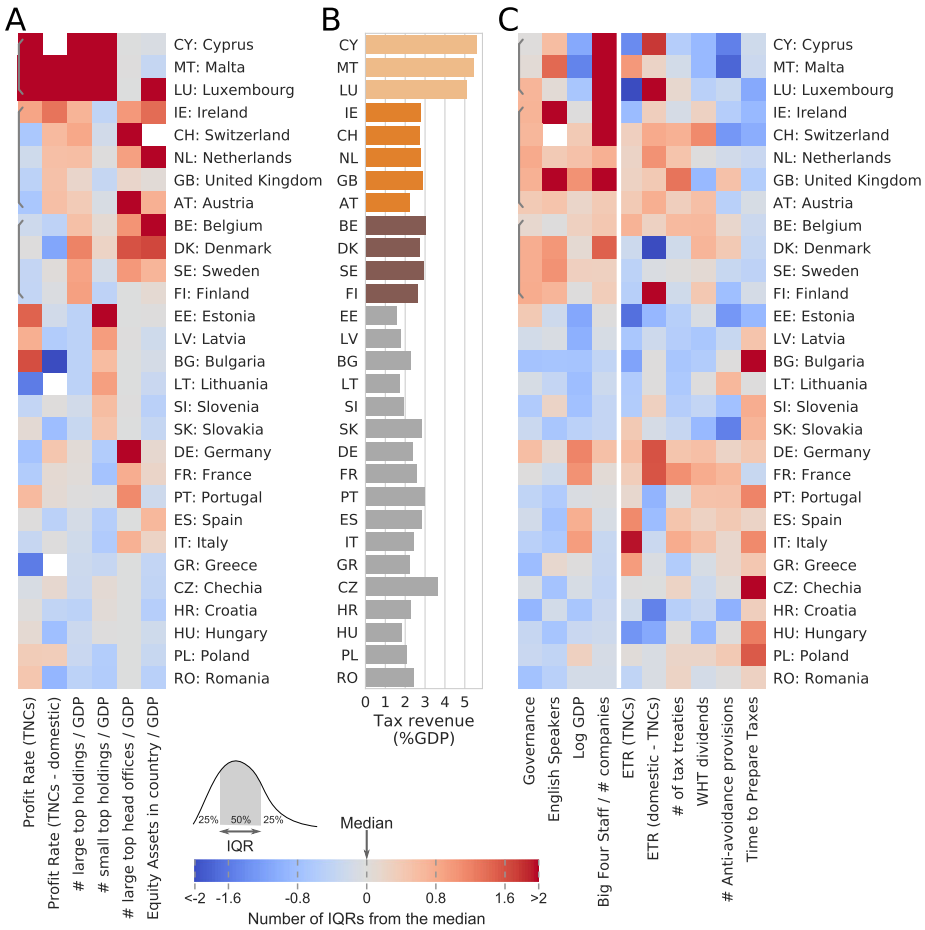 A
B
C
CY: Cyprus
MT: Malta
LU: Luxembourg
IE: Ireland
CH: Switzerland
NL: Netherlands
GB: United Kingdom
AT: Austria
BE: Belgium
DK: Denmark
SE: Sweden
FI: Finland
EE: Estonia
LV: Latvia
BG: Bulgaria
LT: Lithuania
SI: Slovenia
SK: Slovakia
DE: Germany
FR: France
PT: Portugal
ES: Spain
IT: Italy
GR: Greece
CZ: Chechia
HR: Croatia
HU: Hungary
PL: Poland
RO: Romania
Profit Rate (TNCs)
Profit Rate (TNCs - domestic)
# large top holdings / GDP
# small top holdings / GDP
# large top head offices / GDP
Equity Assets in country / GDP
CY
MT
LU
IE
CH
NL
GB
AT
BE
DK
SE
FI
EE
LV
BG
LT
SI
SK
DE
FR
PT
ES
IT
GR
CZ
HR
HU
PL
RO
0 1 2 3 4 5
Tax revenue
(%GDP)
CY: Cyprus
MT: Malta
LU: Luxembourg
IE: Ireland
CH: Switzerland
NL: Netherlands
GB: United Kingdom
AT: Austria
BE: Belgium
DK: Denmark
SE: Sweden
FI: Finland
EE: Estonia
LV: Latvia
BG: Bulgaria
LT: Lithuania
SI: Slovenia
SK: Slovakia
DE: Germany
FR: France
PT: Portugal
ES: Spain
IT: Italy
GR: Greece
CZ: Chechia
HR: Croatia
HU: Hungary
PL: Poland
RO: Romania
Governance
English Speakers
Log GDP
Big Four Staff / # companies
ETR (TNCs)
ETR (domestic - TNCs)
# of tax treaties
WHT dividends
# Anti-avoidance provisions
Time to Prepare Taxes
25% 50% 25%
IQR
Median
<-2 -1.6 -0.8 0 0.8 1.6 >2
Number of IQRs from the median